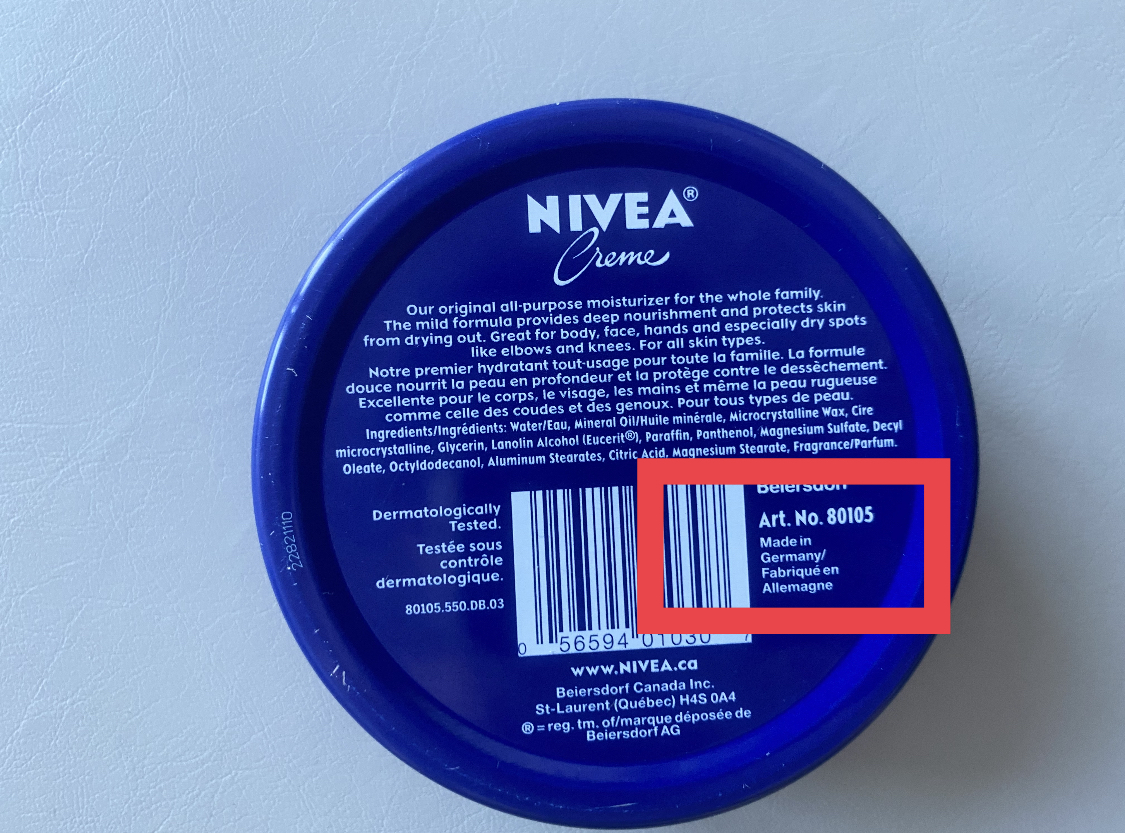 NIVEA®
Creme
Our original all-purpose moisturizer for the whole family.
The mild formula provides deep nourishment and protects skin
from drying out. Great for body, face, hands and especially dry spots
like elbows and knees. For all skin types.
Notre premier hydratant tout-usage pour toute la famille. La formule
douce nourrit la peau en profondeur et la protège contre le dessèchement.
Excellente pour le corps, le visage, les mains et même la peau rugueuse
comme celle des coudes et des genoux. Pour tous types de peau.
Ingredients/Ingrédients: Water/Eau, Mineral Oil/Huile minérale, Microcrystalline Wax, Cire
microcrystalline, Glycerin, Lanolin Alcohol (Eucerit®), Paraffin, Panthenol, Magnesium Sulfate, Decyl
Oleate, Octyldodecanol, Aluminum Stearates, Citric Acid, Magnesium Stearate, Fragrance/Parfum.
Dermatologically
Tested.
Testée sous
contrôle
dermatologique.
80105.550.DB.03
22821110
Beiersdorf
Art. No. 80105
Made in
Germany/
Fabriqué en
Allemagne
0 56594 01030 7
www.NIVEA.ca
Beiersdorf Canada Inc.
St-Laurent (Québec) H4S 0A4
® = reg. tm. of/marque déposée de
Beiersdorf AG